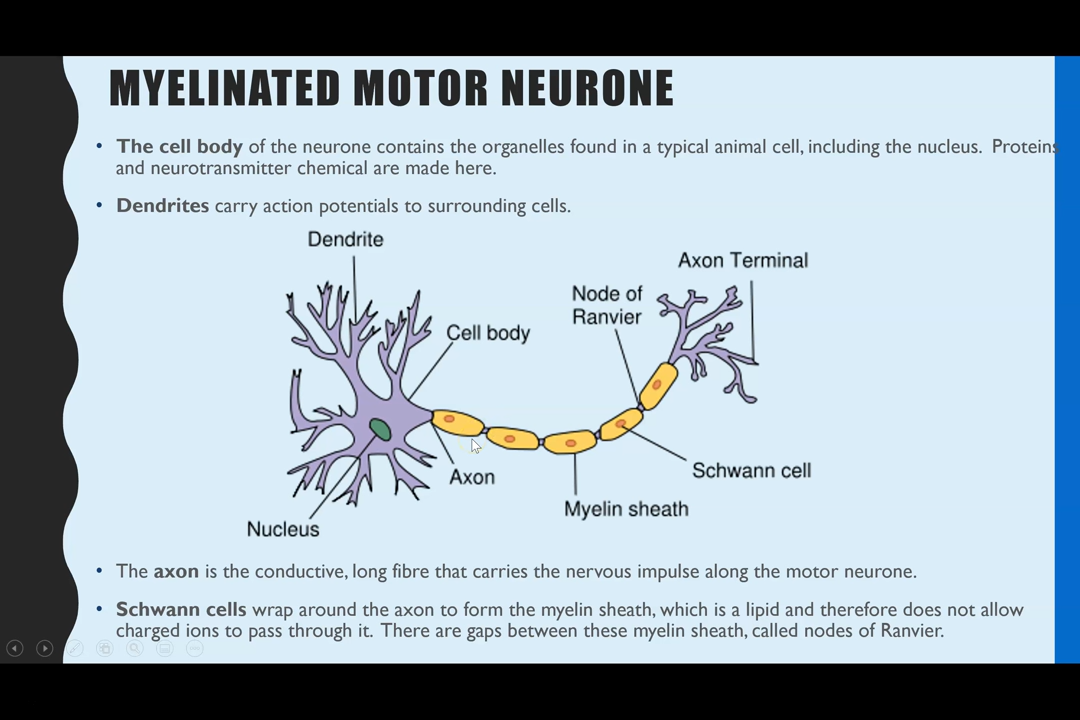 MYELINATED MOTOR NEURONE
• The cell body of the neurone contains the organelles found in a typical animal cell, including the nucleus.  Proteins
and neurotransmitter chemical are made here.
• Dendrites carry action potentials to surrounding cells.
Dendrite
Axon Terminal
Node of
Ranvier
Cell body
Axon
Schwann cell
Myelin sheath
Nucleus
• The axon is the conductive, long fibre that carries the nervous impulse along the motor neurone.
• Schwann cells wrap around the axon to form the myelin sheath, which is a lipid and therefore does not allow
charged ions to pass through it.  There are gaps between these myelin sheath, called nodes of Ranvier.